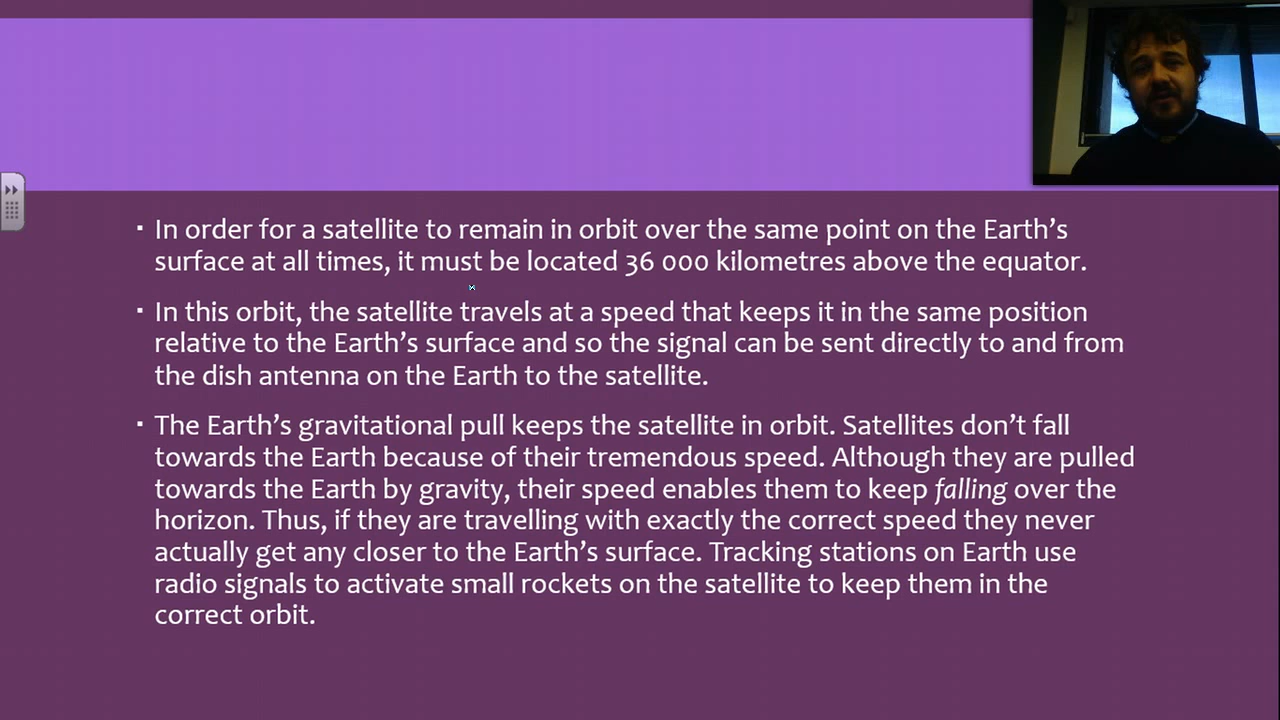 ▪ In order for a satellite to remain in orbit over the same point on the Earth’s
surface at all times, it must be located 36 000 kilometres above the equator.
▪ In this orbit, the satellite travels at a speed that keeps it in the same position
relative to the Earth’s surface and so the signal can be sent directly to and from
the dish antenna on the Earth to the satellite.
▪ The Earth’s gravitational pull keeps the satellite in orbit. Satellites don’t fall
towards the Earth because of their tremendous speed. Although they are pulled
towards the Earth by gravity, their speed enables them to keep falling over the
horizon. Thus, if they are travelling with exactly the correct speed they never
actually get any closer to the Earth’s surface. Tracking stations on Earth use
radio signals to activate small rockets on the satellite to keep them in the
correct orbit.